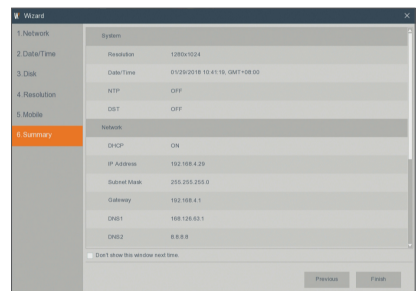 Wizard
1.Network
2.Date/Time
3.Disk
4.Resolution
5.Mobile
6.Summary
System
Resolution 1280x1024
Date/Time 01/29/2018 10:41:19, GMT+08:00
NTP OFF
DST OFF
Network
DHCP ON
IP Address 192.168.4.29
Subnet Mask 255.255.255.0
Gateway 192.168.4.1
DNS1 168.126.63.1
DNS2 8.8.8.8
Don't show this window next time.
Previous Finish